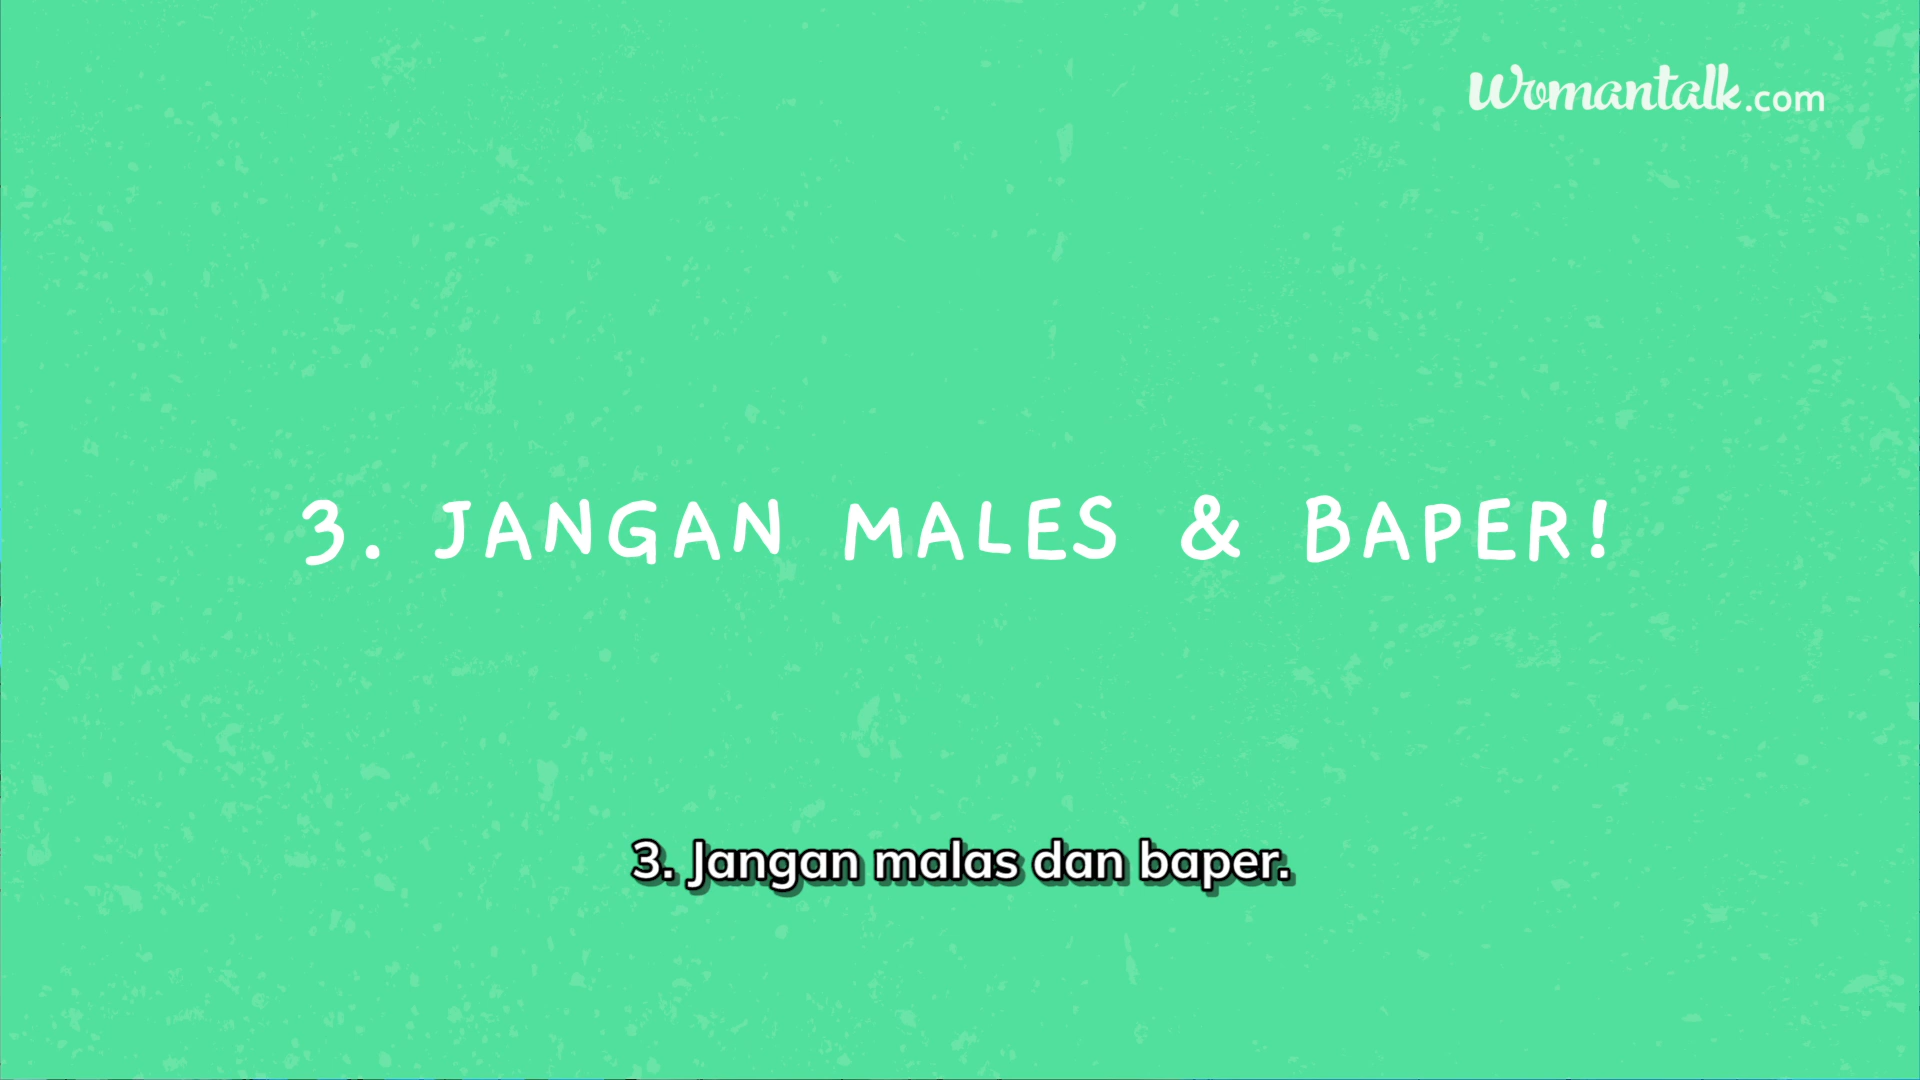 Womantalk.com
3. JANGAN MALES & BAPER!
3. Jangan malas dan baper.